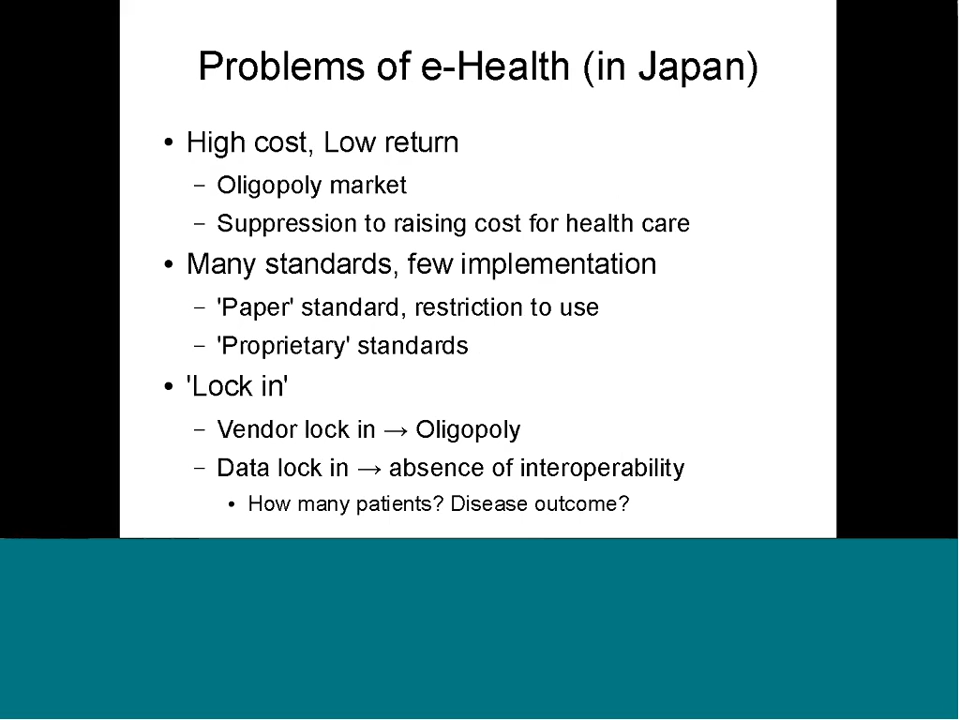 Problems of e-Health (in Japan)
• High cost, Low return
– Oligopoly market
– Suppression to raising cost for health care
• Many standards, few implementation
– 'Paper' standard, restriction to use
– 'Proprietary' standards
• 'Lock in'
– Vendor lock in → Oligopoly
– Data lock in → absence of interoperability
• How many patients? Disease outcome?